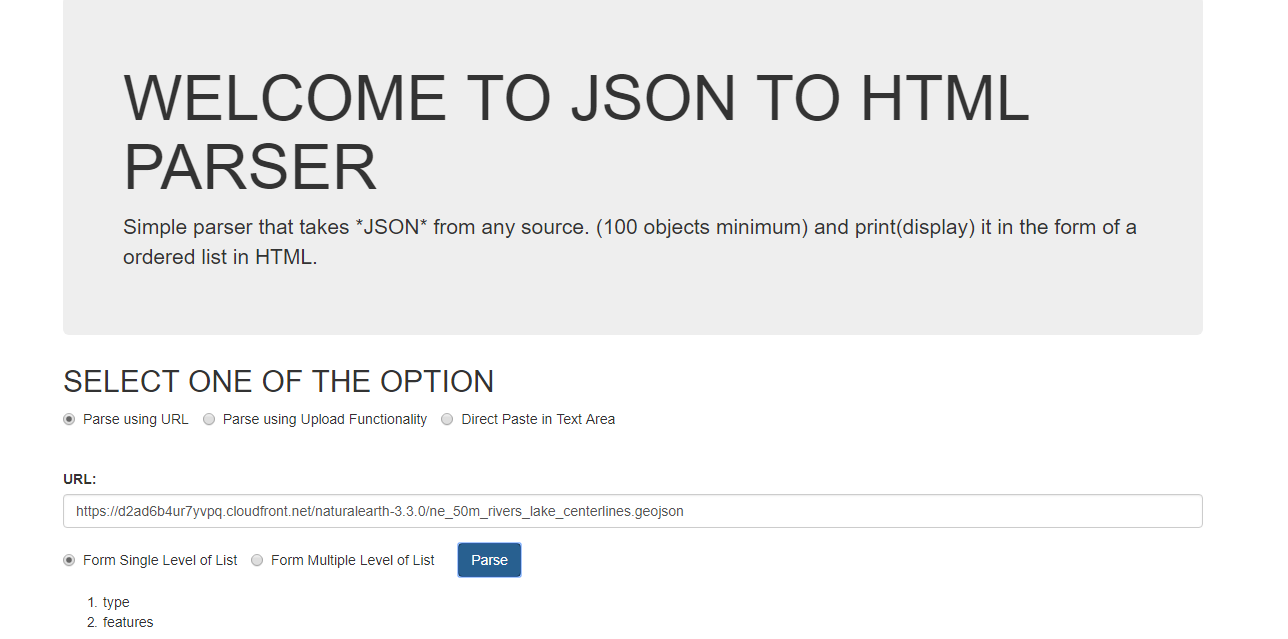 WELCOME TO JSON TO HTML
PARSER
Simple parser that takes *JSON* from any source. (100 objects minimum) and print(display) it in the form of a
ordered list in HTML.
SELECT ONE OF THE OPTION
Parse using URL Parse using Upload Functionality Direct Paste in Text Area
URL:
https://d2ad6b4ur7yvpq.cloudfront.net/naturalearth-3.3.0/ne_50m_rivers_lake_centerlines.geojson
Form Single Level of List Form Multiple Level of List Parse
1. type
2. features